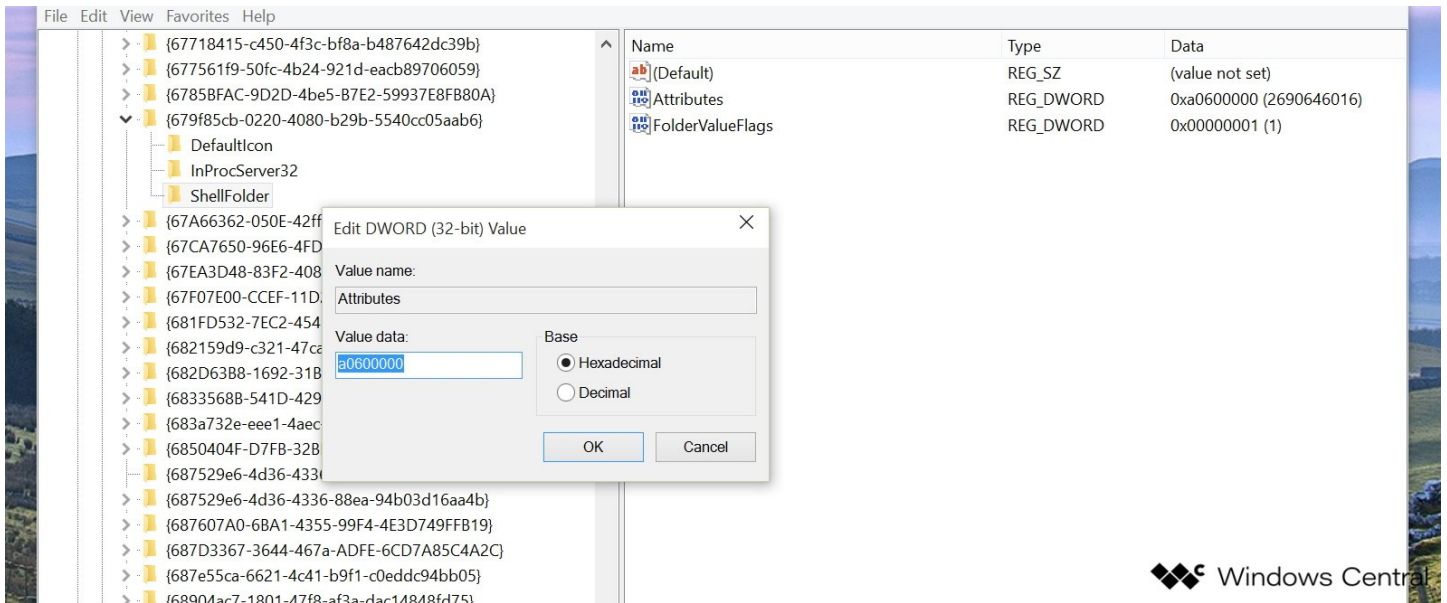 File Edit View Favorites Help
{67718415-c450-4f3c-bf8a-b487642dc39b}
{677561f9-50fc-4b24-921d-eacb89706059}
{6785BFAC-9D2D-4be5-B7E2-59937E8FB80A}
{679f85cb-0220-4080-b29b-5540cc05aab6}
DefaultIcon
InProcServer32
ShellFolder
{67A66362-050E-42ff
{67CA7650-96E6-4FD
{67EA3D48-83F2-408
{67F07E00-CCEF-11D
{681FD532-7EC2-454
{682159d9-c321-47ca
{682D63B8-1692-31B
{6833568B-541D-429
{683a732e-eee1-4aec
{6850404F-D7FB-32B
{687529e6-4d36-433
{687529e6-4d36-4336-88ea-94b03d16aa4b}
{687607A0-6BA1-4355-99F4-4E3D749FFB19}
{687D3367-3644-467a-ADFE-6CD7A85C4A2C}
{687e55ca-6621-4c41-b9f1-c0eddc94bb05}
{68904ac7-1801-47f8-af3a-dac14848fd75}
Name Type Data
(Default) REG_SZ (value not set)
Attributes REG_DWORD 0xa0600000 (2690646016)
FolderValueFlags REG_DWORD 0x00000001 (1)
Edit DWORD (32-bit) Value
Value name:
Attributes
Value data: Base
a0600000 Hexadecimal
Decimal
OK Cancel
Windows Central